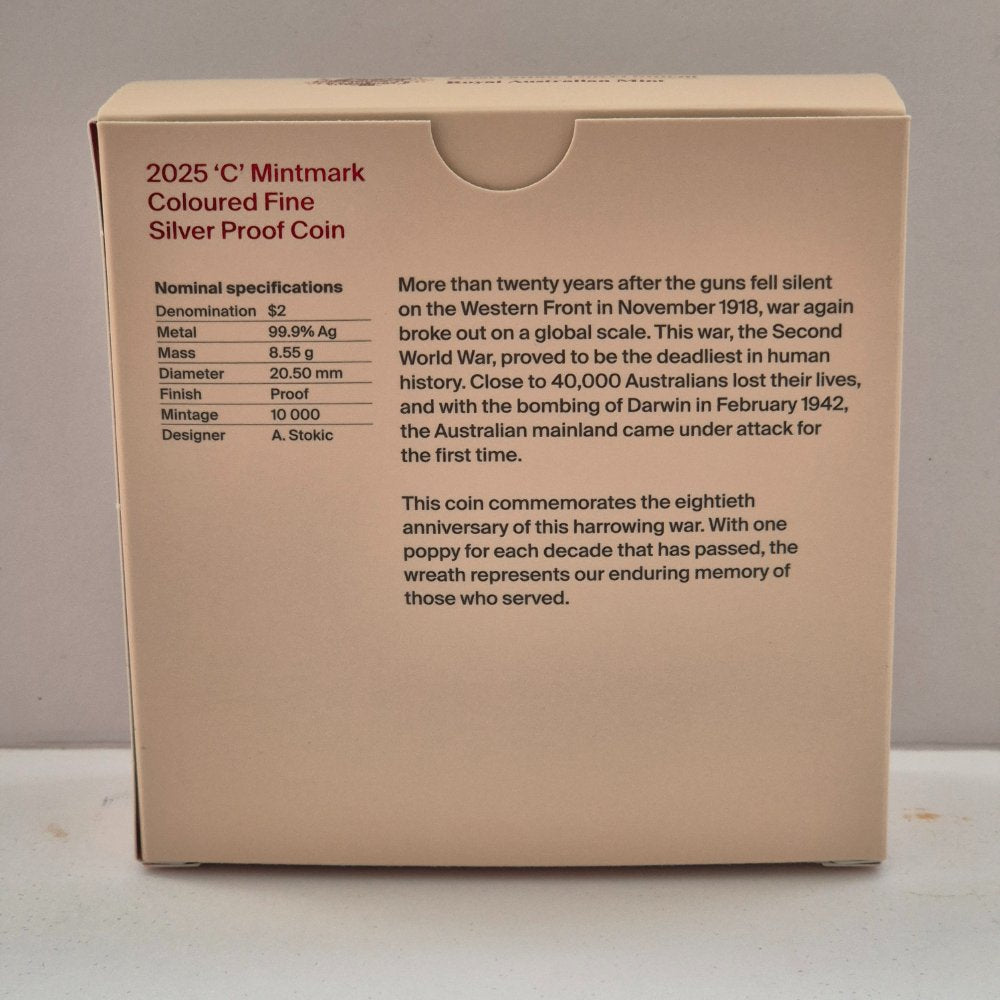 Royal Australian Mint
2025 ‘C’ Mintmark
Coloured Fine
Silver Proof Coin
Nominal specifications
Denomination $2
Metal 99.9% Ag
Mass 8.55 g
Diameter 20.50 mm
Finish Proof
Mintage 10 000
Designer A. Stokic
More than twenty years after the guns fell silent
on the Western Front in November 1918, war again
broke out on a global scale. This war, the Second
World War, proved to be the deadliest in human
history. Close to 40,000 Australians lost their lives,
and with the bombing of Darwin in February 1942,
the Australian mainland came under attack for
the first time.
This coin commemorates the eightieth
anniversary of this harrowing war. With one
poppy for each decade that has passed, the
wreath represents our enduring memory of
those who served.